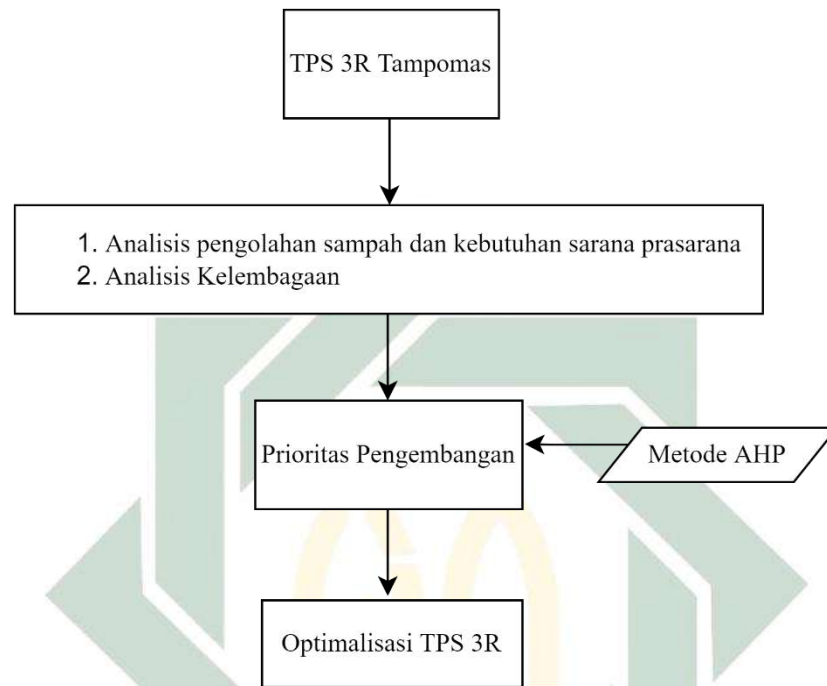 TPS 3R Tampomas
1. Analisis pengolahan sampah dan kebutuhan sarana prasarana
2. Analisis Kelembagaan
Prioritas Pengembangan
Metode AHP
Optimalisasi TPS 3R